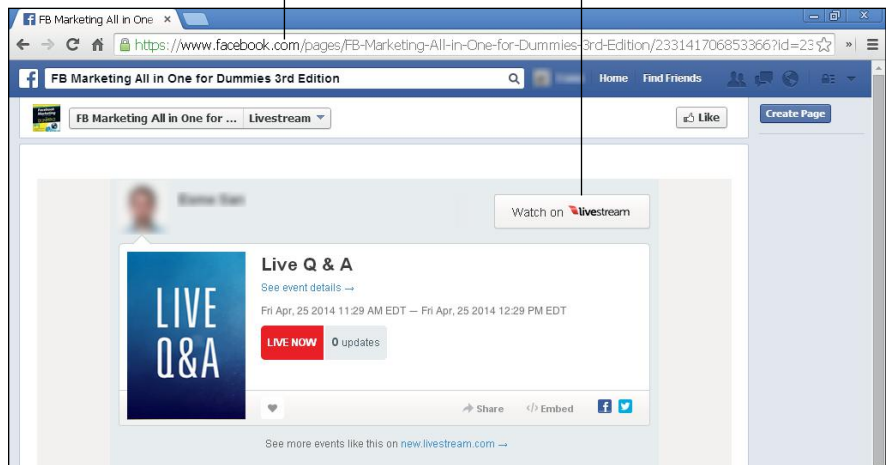 FB Marketing All in One
https://www.facebook.com/pages/FB-Marketing-All-in-One-for-Dummies-3rd-Edition/233141706853366?id=23
FB Marketing All in One for Dummies 3rd Edition
Home Find Friends
FB Marketing All in One for ... Livestream
Like
Create Page
Watch on livestream
LIVE
Q&A
Live Q & A
See event details →
Fri Apr, 25 2014 11:29 AM EDT — Fri Apr, 25 2014 12:29 PM EDT
LIVE NOW 0 updates
Share </> Embed
See more events like this on new.livestream.com →